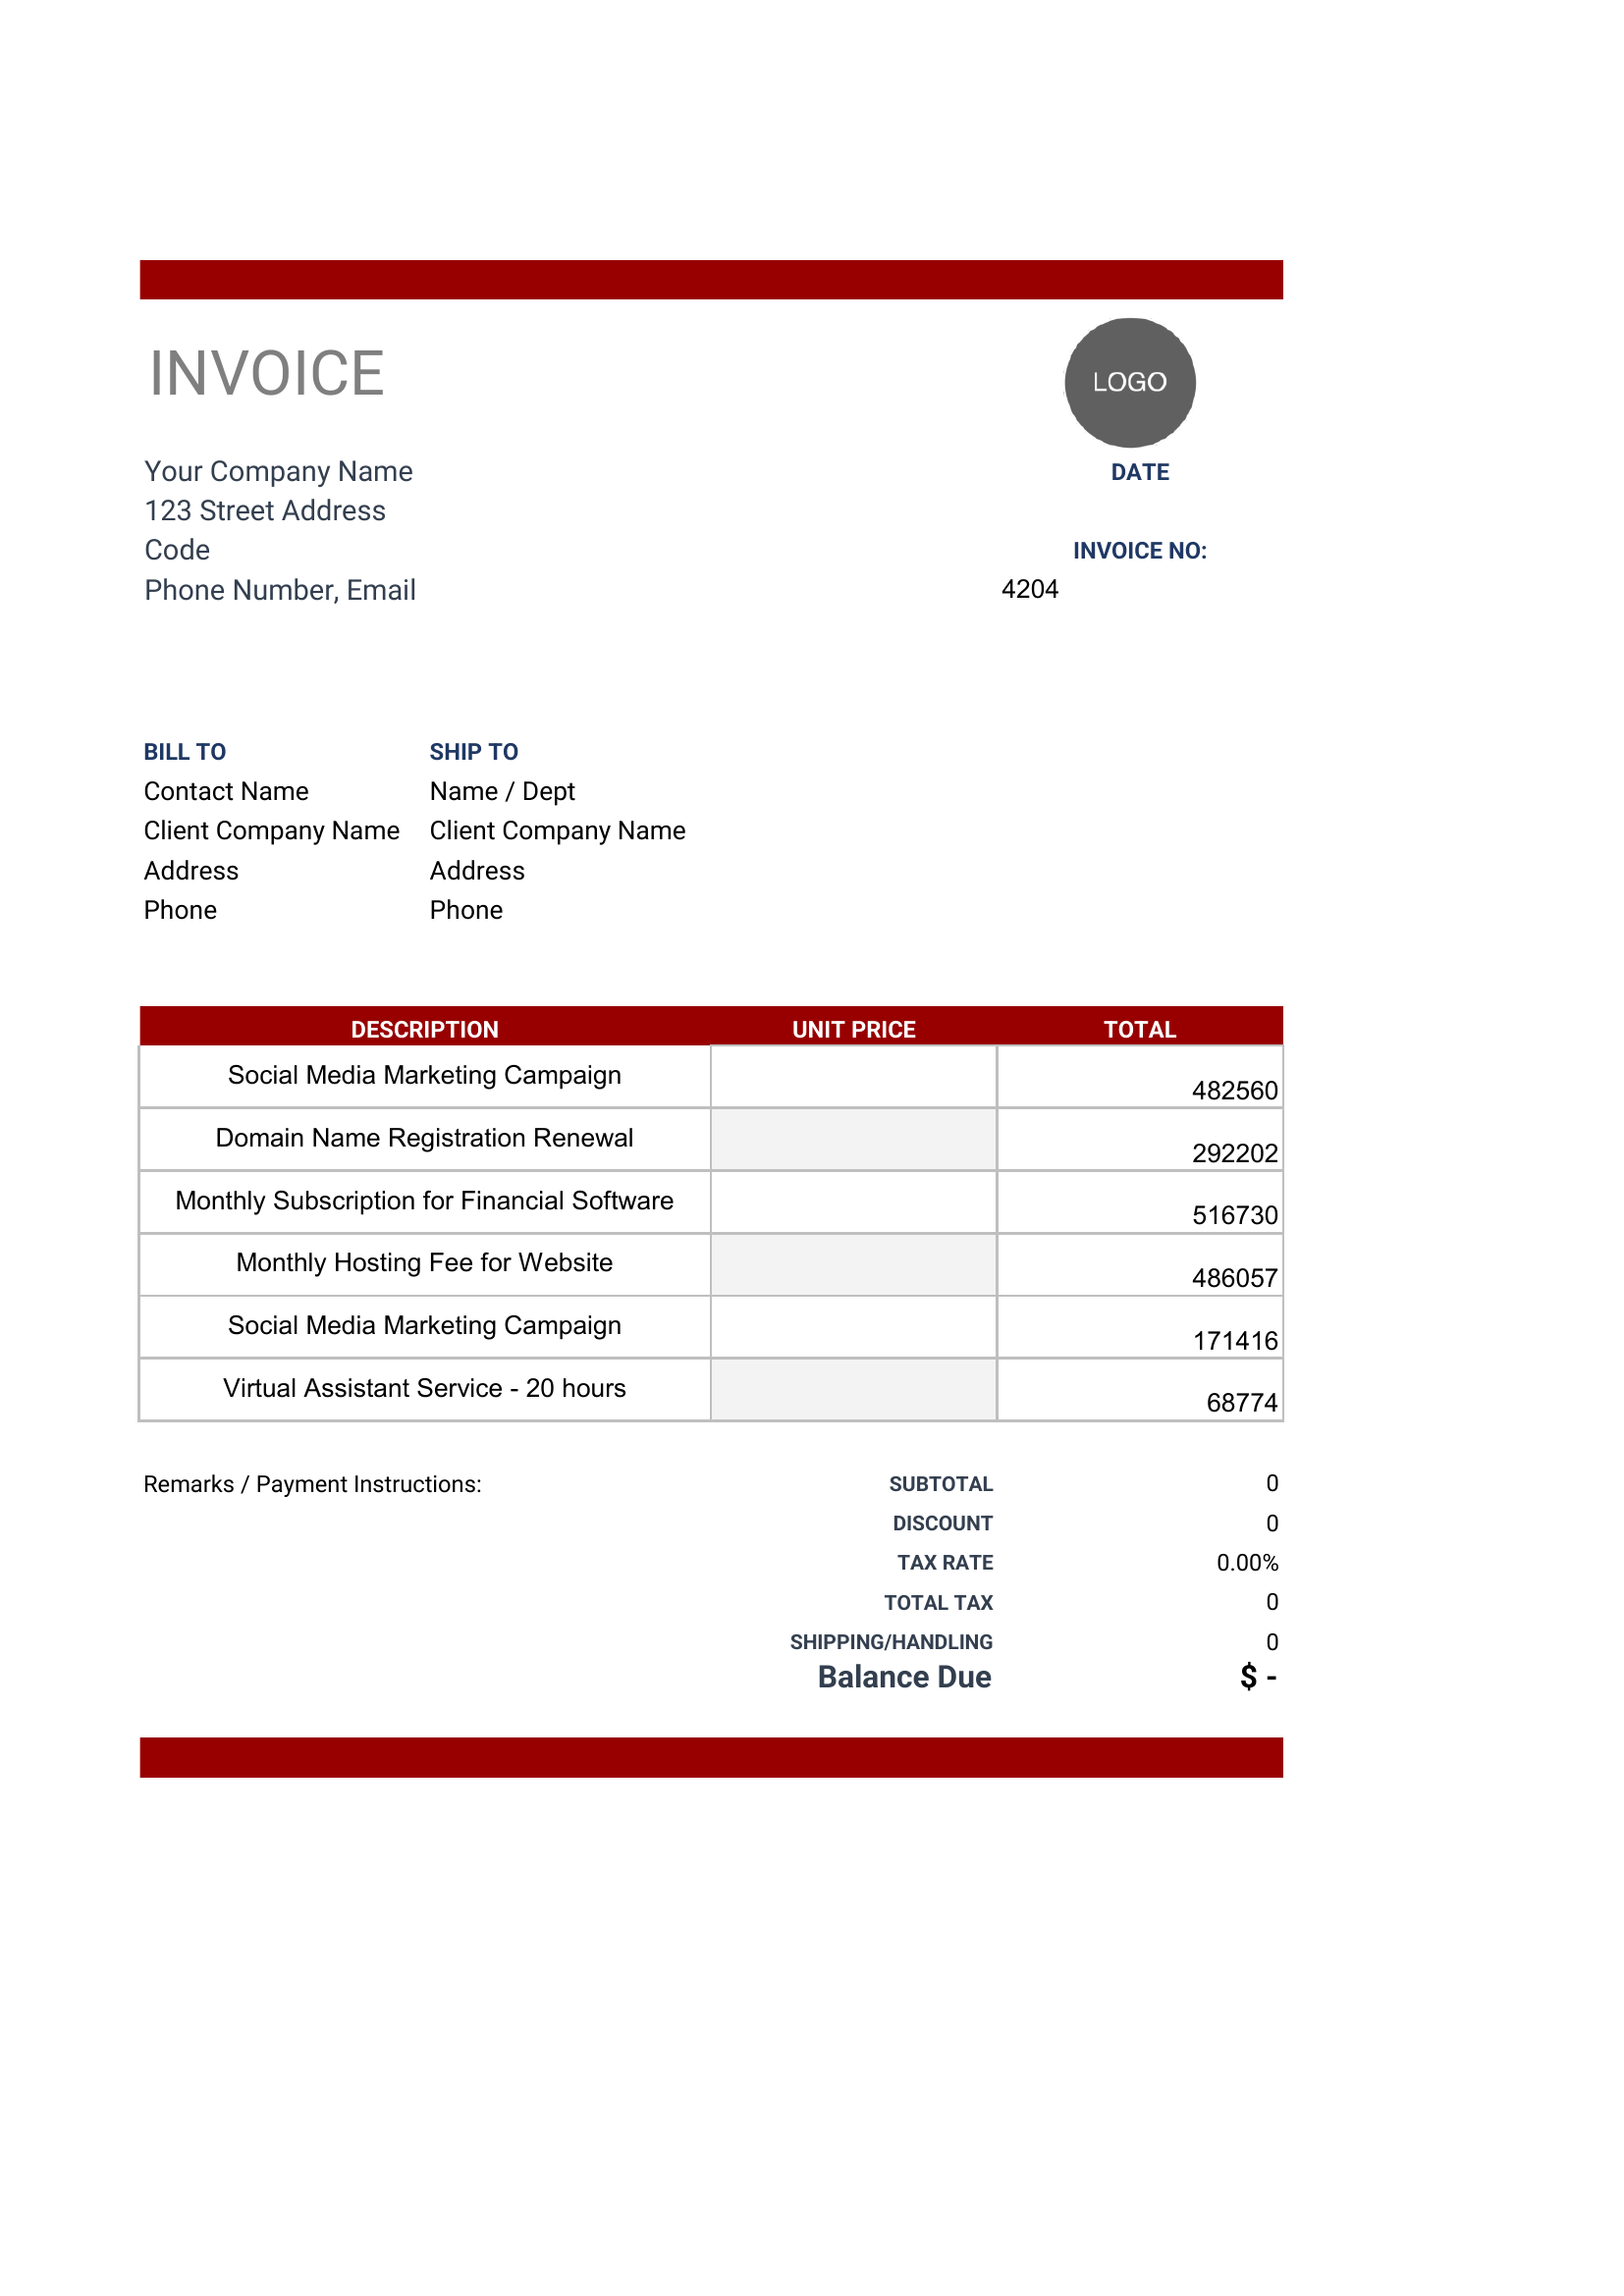 INVOICE
LOGO
Your Company Name
DATE
123 Street Address
Code
INVOICE NO:
Phone Number, Email
4204
BILL TO
SHIP TO
Contact Name
Name / Dept
Client Company Name
Client Company Name
Address
Address
Phone
Phone
DESCRIPTION UNIT PRICE TOTAL
Social Media Marketing Campaign 482560
Domain Name Registration Renewal 292202
Monthly Subscription for Financial Software 516730
Monthly Hosting Fee for Website 486057
Social Media Marketing Campaign 171416
Virtual Assistant Service - 20 hours 68774
Remarks / Payment Instructions:
SUBTOTAL 0
DISCOUNT 0
TAX RATE 0.00%
TOTAL TAX 0
SHIPPING/HANDLING 0
Balance Due $ -